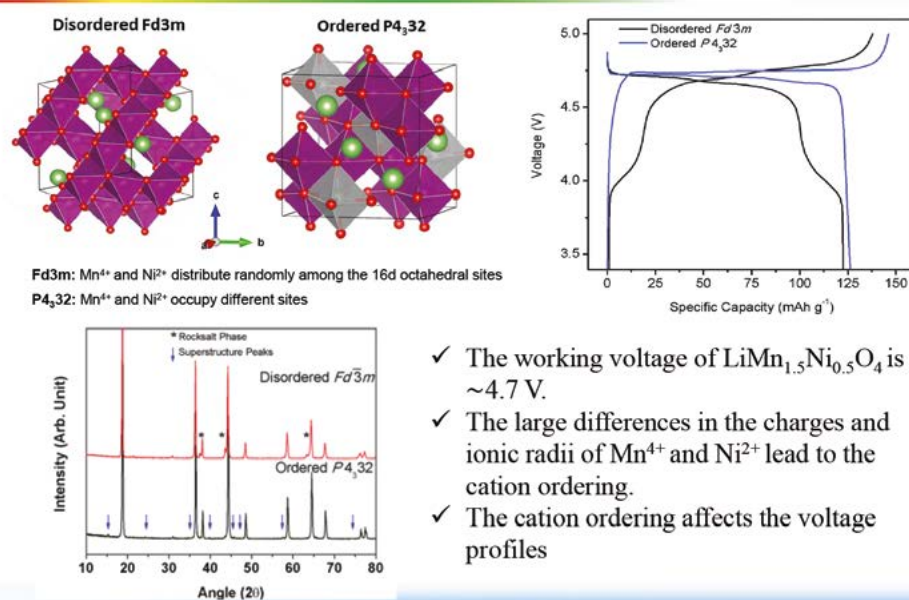 Disordered Fd3m
Ordered P4₃32
c
a
b
Fd3m: Mn⁴⁺ and Ni²⁺ distribute randomly among the 16d octahedral sites
P4₃32: Mn⁴⁺ and Ni²⁺ occupy different sites
Disordered Fd3̅m
Ordered P4₃32
5.0
4.5
4.0
3.5
Voltage (V)
0 25 50 75 100 125 150
Specific Capacity (mAh g⁻¹)
* Rocksalt Phase
↓ Superstructure Peaks
Disordered Fd3̅m
* * *
Ordered P4₃32
Intensity (Arb. Unit)
10 20 30 40 50 60 70 80
Angle (2θ)
✓ The working voltage of LiMn₁.₅Ni₀.₅O₄ is
~4.7 V.
✓ The large differences in the charges and
ionic radii of Mn⁴⁺ and Ni²⁺ lead to the
cation ordering.
✓ The cation ordering affects the voltage
profiles